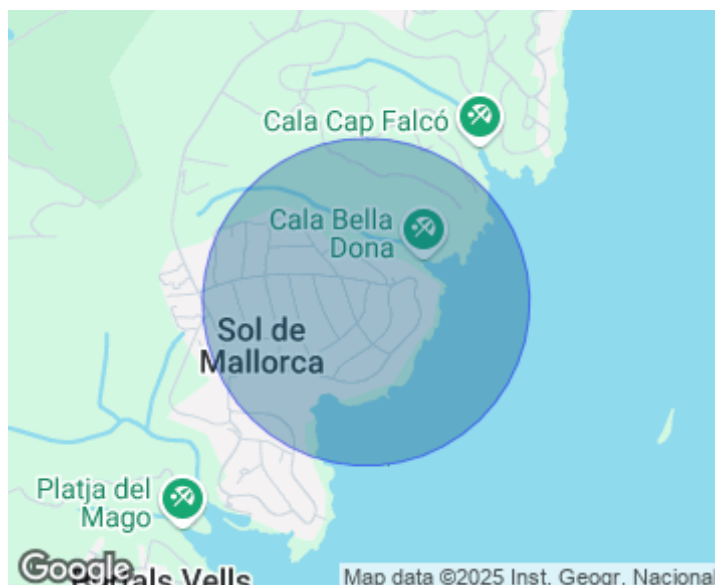 Cala Cap Falcó
Cala Bella
Dona
Sol de
Mallorca
Platja del
Mago
Google
Vells
Map data ©2025 Inst. Geogr. Nacional